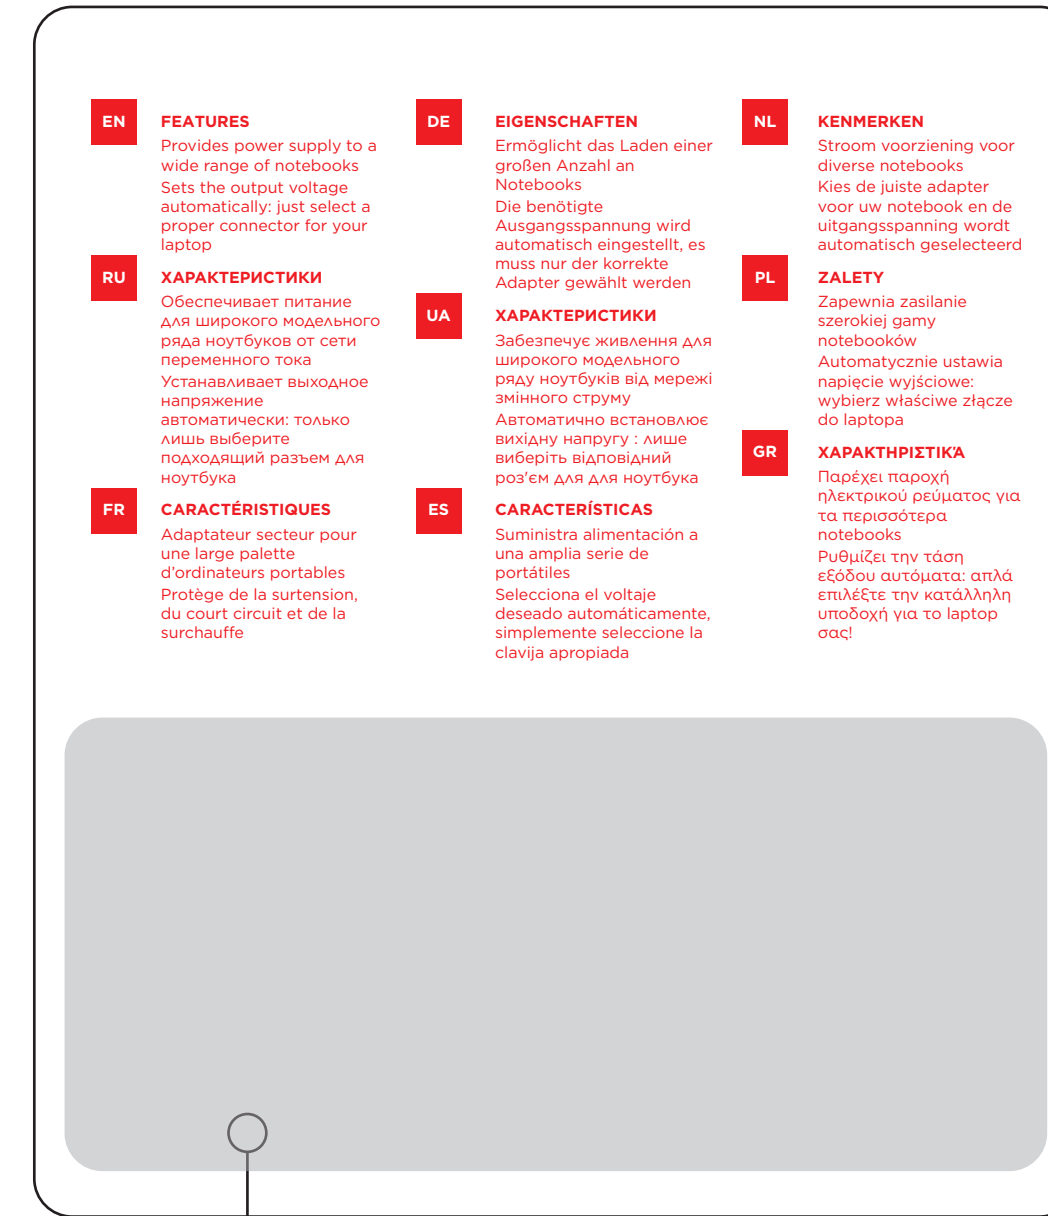 EN
FEATURES
Provides power supply to a
wide range of notebooks
Sets the output voltage
automatically: just select a
proper connector for your
laptop
RU
ХАРАКТЕРИСТИКИ
Обеспечивает питание
для широкого модельного
ряда ноутбуков от сети
переменного тока
Устанавливает выходное
напряжение
автоматически: только
лишь выберите
подходящий разъем для
ноутбука
FR
CARACTÉRISTIQUES
Adaptateur secteur pour
une large palette
d’ordinateurs portables
Protège de la surtension,
du court circuit et de la
surchauffe
DE
EIGENSCHAFTEN
Ermöglicht das Laden einer
großen Anzahl an
Notebooks
Die benötigte
Ausgangsspannung wird
automatisch eingestellt, es
muss nur der korrekte
Adapter gewählt werden
UA
ХАРАКТЕРИСТИКИ
Забезпечує живлення для
широкого модельного
ряду ноутбуків від мережі
змінного струму
Автоматично встановлює
вихідну напругу : лише
виберіть відповідний
роз'єм для для ноутбука
ES
CARACTERÍSTICAS
Suministra alimentación a
una amplia serie de
portátiles
Selecciona el voltaje
deseado automáticamente,
simplemente seleccione la
clavija apropiada
NL
KENMERKEN
Stroom voorziening voor
diverse notebooks
Kies de juiste adapter
voor uw notebook en de
uitgangsspanning wordt
automatisch geselecteerd
PL
ZALETY
Zapewnia zasilanie
szerokiej gamy
notebooków
Automatycznie ustawia
napięcie wyjściowe:
wybierz właściwe złącze
do laptopa
GR
ΧΑΡΑΚΤΗΡΙΣΤΙΚΆ
Παρέχει παροχή
ηλεκτρικού ρεύματος για
τα περισσότερα
notebooks
Ρυθμίζει την τάση
εξόδου αυτόματα: απλά
επιλέξτε την κατάλληλη
υποδοχή για το laptop
σας!